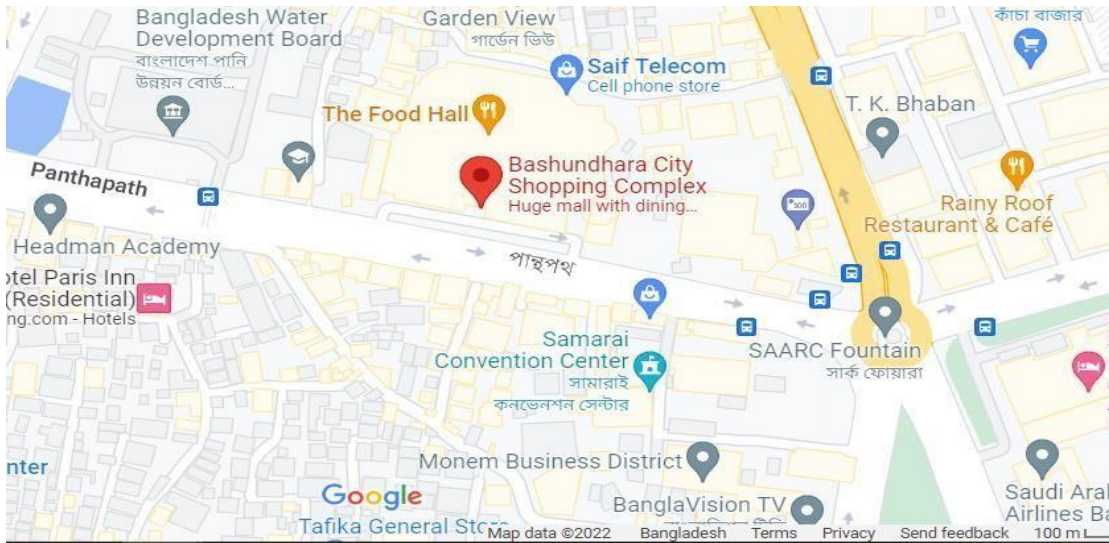 Bangladesh Water
Development Board
বাংলাদেশ পানি
উন্নয়ন বোর্ড...
Garden View
গার্ডেন ভিউ
কাঁচা বাজার
Saif Telecom
Cell phone store
The Food Hall
T. K. Bhaban
Panthapath
Bashundhara City
Shopping Complex
Huge mall with dining...
Rainy Roof
Restaurant & Café
Headman Academy
পান্থপথ
otel Paris Inn
(Residential)
ng.com - Hotels
Samarai
Convention Center
সামারাই
কনভেনশন সেন্টার
SAARC Fountain
সার্ক ফোয়ারা
Monem Business District
nter
Google
BanglaVision TV
Saudi Aral
Airlines Ba
Tafika General Store
Map data ©2022 Bangladesh Terms Privacy Send feedback 100 m